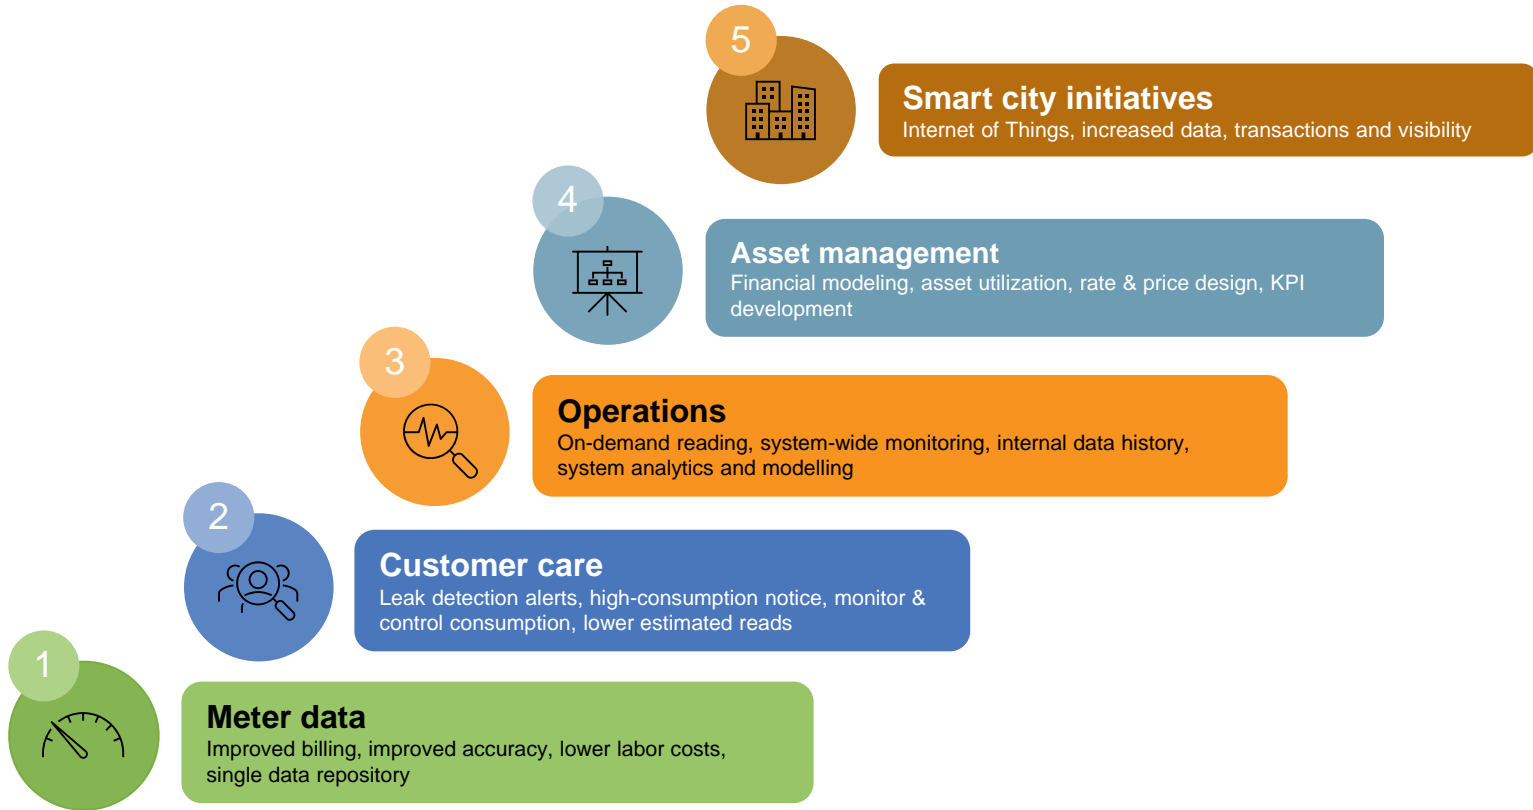 5
Smart city initiatives
Internet of Things, increased data, transactions and visibility
4
Asset management
Financial modeling, asset utilization, rate & price design, KPI
development
3
Operations
On-demand reading, system-wide monitoring, internal data history,
system analytics and modelling
2
Customer care
Leak detection alerts, high-consumption notice, monitor &
control consumption, lower estimated reads
1
Meter data
Improved billing, improved accuracy, lower labor costs,
single data repository